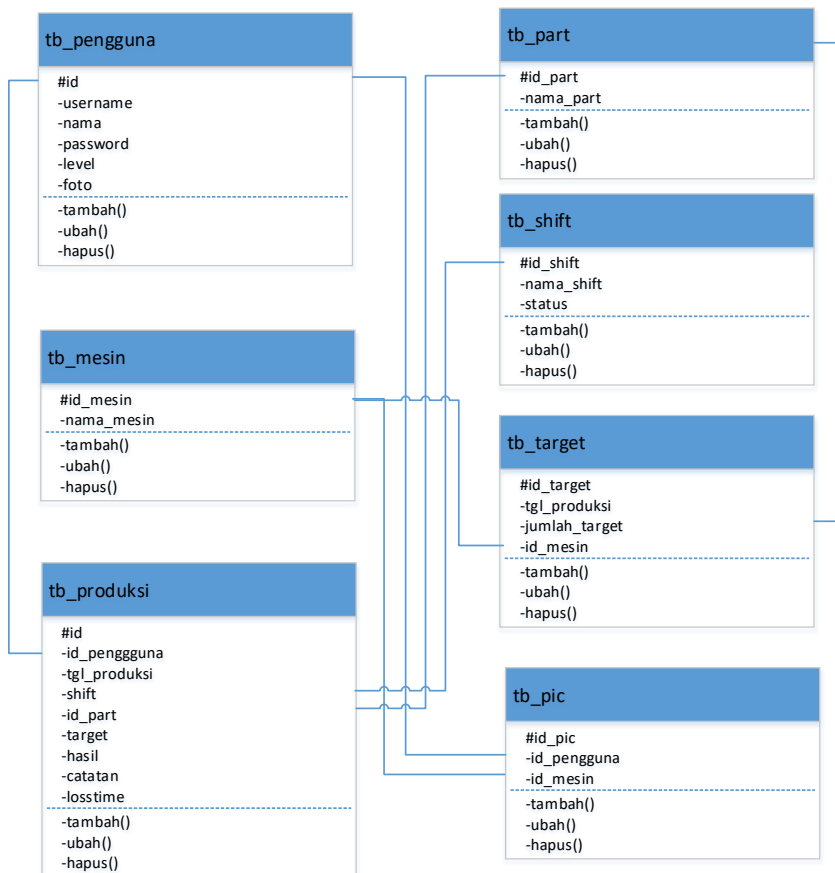 tb_pengguna
#id
-username
-nama
-password
-level
-foto
-tambah()
-ubah()
-hapus()
tb_mesin
#id_mesin
-nama_mesin
-tambah()
-ubah()
-hapus()
tb_produksi
#id
-id_penggguna
-tgl_produksi
-shift
-id_part
-target
-hasil
-catatan
-losstime
-tambah()
-ubah()
-hapus()
tb_part
#id_part
-nama_part
-tambah()
-ubah()
-hapus()
tb_shift
#id_shift
-nama_shift
-status
-tambah()
-ubah()
-hapus()
tb_target
#id_target
-tgl_produksi
-jumlah_target
-id_mesin
-tambah()
-ubah()
-hapus()
tb_pic
#id_pic
-id_pengguna
-id_mesin
-tambah()
-ubah()
-hapus()